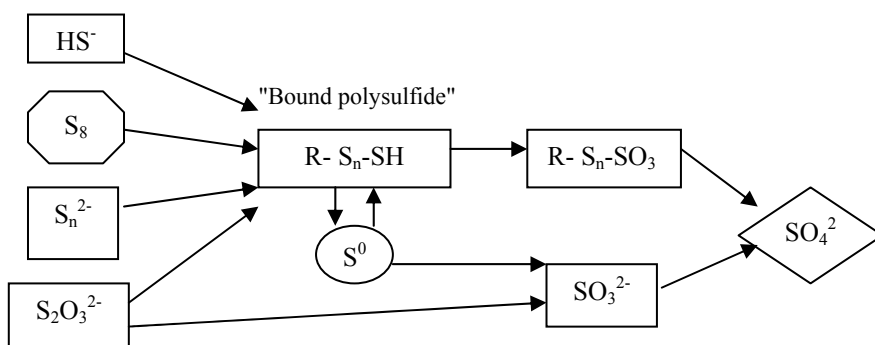 HS⁻
"Bound polysulfide"
S₈
R- Sₙ-SH
R- Sₙ-SO₃
Sₙ²⁻
SO₄²
S⁰
S₂O₃²⁻
SO₃²⁻